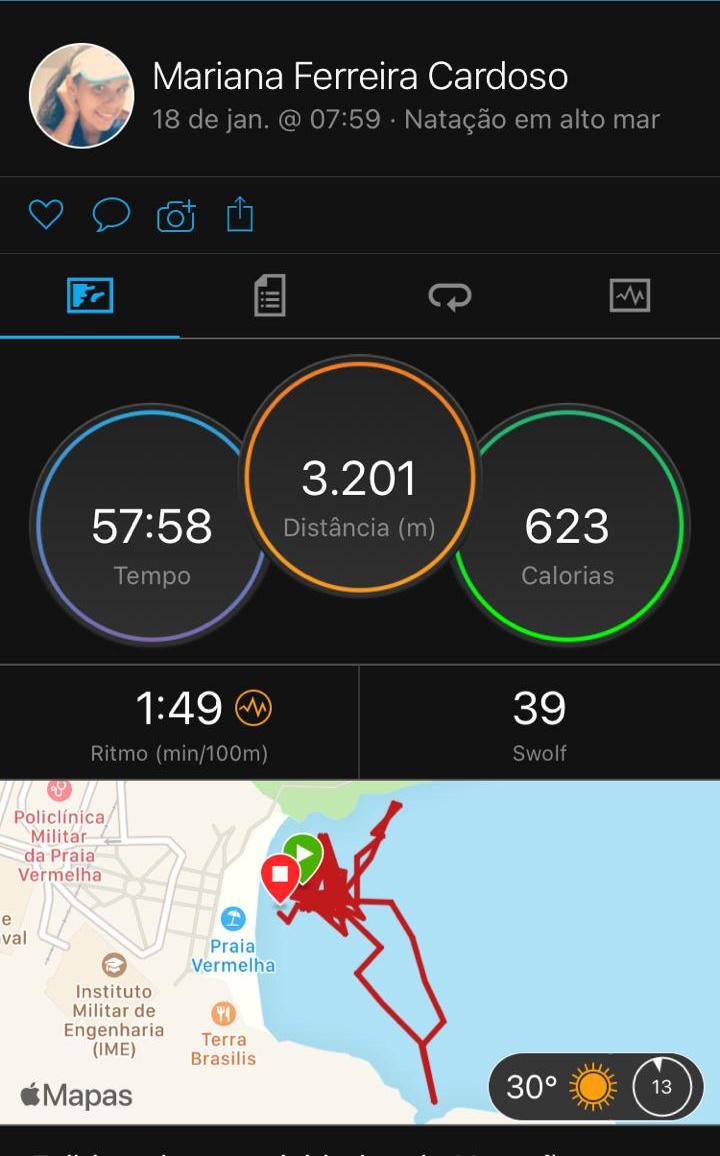 Mariana Ferreira Cardoso
18 de jan. @ 07:59 · Natação em alto mar
57:58
Tempo
3.201
Distância (m)
623
Calorias
1:49
Ritmo (min/100m)
39
Swolf
Policlínica
Militar
da Praia
Vermelha
e
val
Praia
Vermelha
Instituto
Militar de
Engenharia
(IME)
Terra
Brasilis
Mapas
30°
13